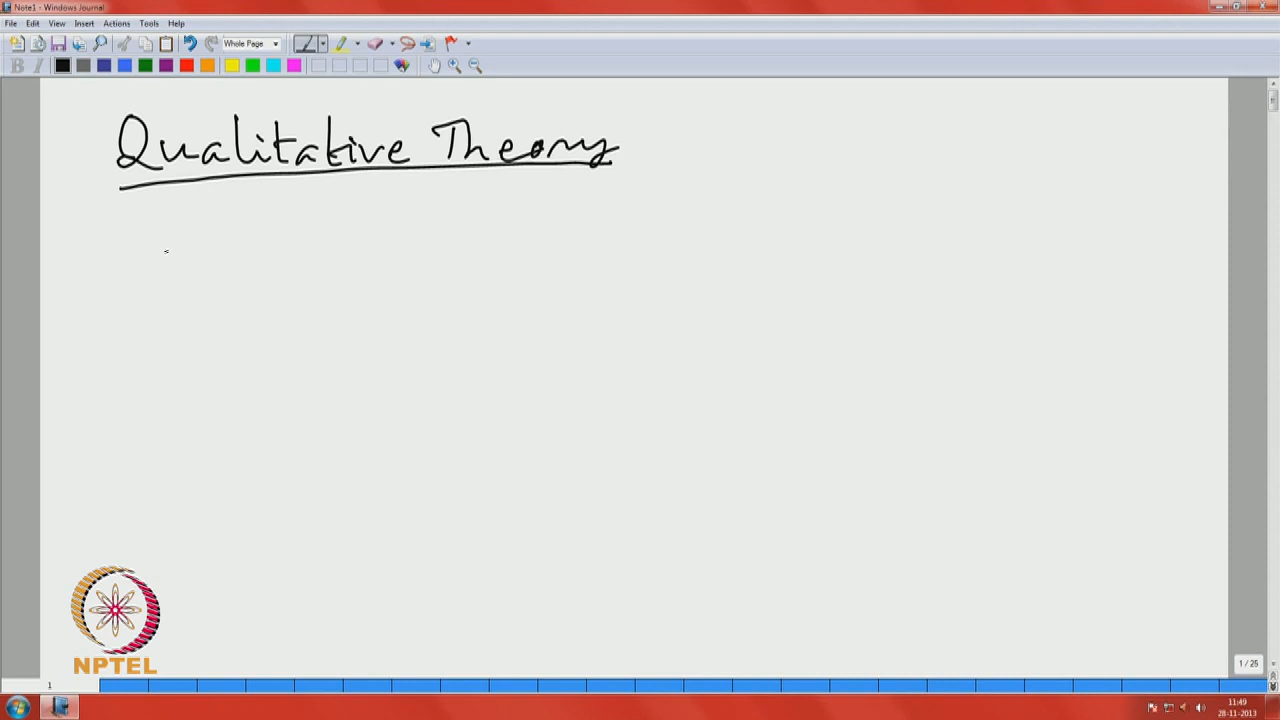 Note1 - Windows Journal
File Edit View Insert Actions Tools Help
Whole Page
B I
Qualitative Theory
NPTEL
1 / 25
1
11:49
28-11-2013